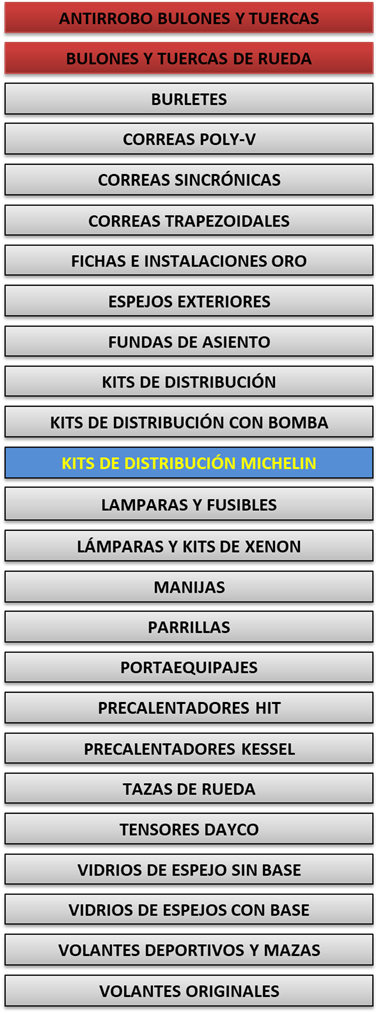 ANTIRROBO BULONES Y TUERCAS
BULONES Y TUERCAS DE RUEDA
BURLETES
CORREAS POLY-V
CORREAS SINCRÓNICAS
CORREAS TRAPEZOIDALES
FICHAS E INSTALACIONES ORO
ESPEJOS EXTERIORES
FUNDAS DE ASIENTO
KITS DE DISTRIBUCIÓN
KITS DE DISTRIBUCIÓN CON BOMBA
KITS DE DISTRIBUCIÓN MICHELIN
LAMPARAS Y FUSIBLES
LÁMPARAS Y KITS DE XENON
MANIJAS
PARRILLAS
PORTAEQUIPAJES
PRECALENTADORES HIT
PRECALENTADORES KESSEL
TAZAS DE RUEDA
TENSORES DAYCO
VIDRIOS DE ESPEJO SIN BASE
VIDRIOS DE ESPEJOS CON BASE
VOLANTES DEPORTIVOS Y MAZAS
VOLANTES ORIGINALES